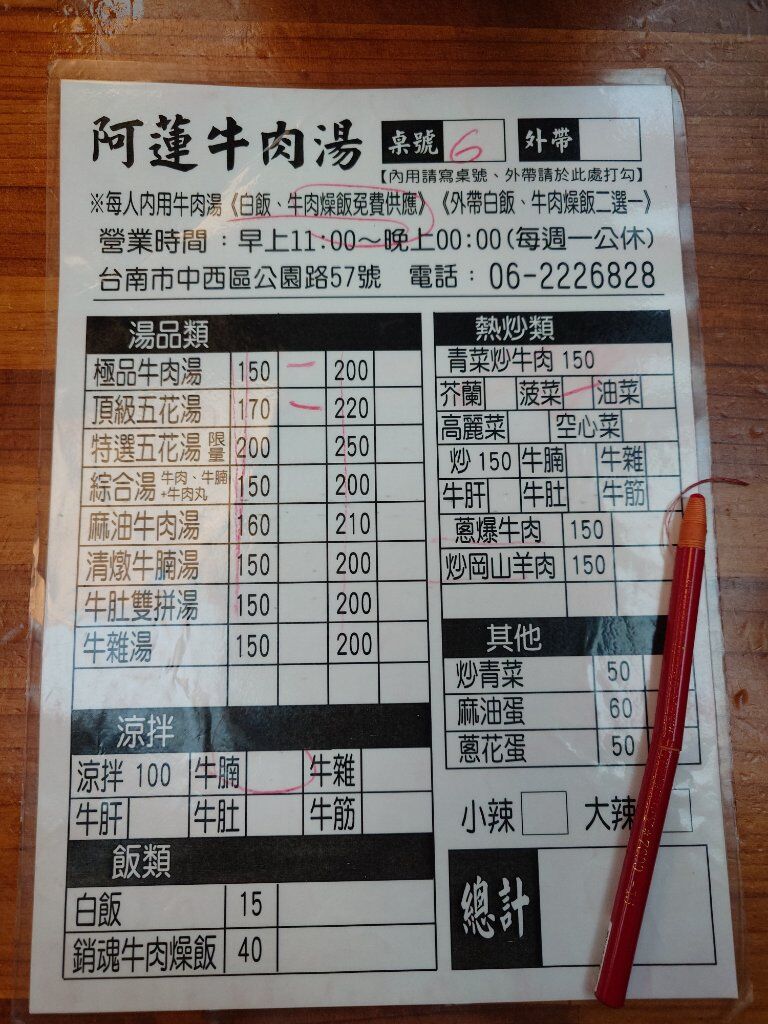 阿蓮牛肉湯 桌號 6 外帶
【內用請寫桌號、外帶請於此處打勾】
※每人內用牛肉湯《白飯、牛肉燥飯免費供應》《外帶白飯、牛肉燥飯二選一》
營業時間：早上11:00～晚上00:00(每週一公休)
台南市中西區公園路57號 電話：06-2226828
湯品類
極品牛肉湯 150 200
頂級五花湯 170 220
特選五花湯 限量 200 250
綜合湯 牛肉、牛腩+牛肉丸 150 200
麻油牛肉湯 160 210
清燉牛腩湯 150 200
牛肚雙拼湯 150 200
牛雜湯 150 200
涼拌
涼拌 100 牛腩 牛雜
牛肝 牛肚 牛筋
飯類
白飯 15
銷魂牛肉燥飯 40
熱炒類
青菜炒牛肉 150
芥蘭 菠菜 油菜
高麗菜 空心菜
炒 150 牛腩 牛雜
牛肝 牛肚 牛筋
蔥爆牛肉 150
炒岡山羊肉 150
其他
炒青菜 50
麻油蛋 60
蔥花蛋 50
小辣 大辣
總計